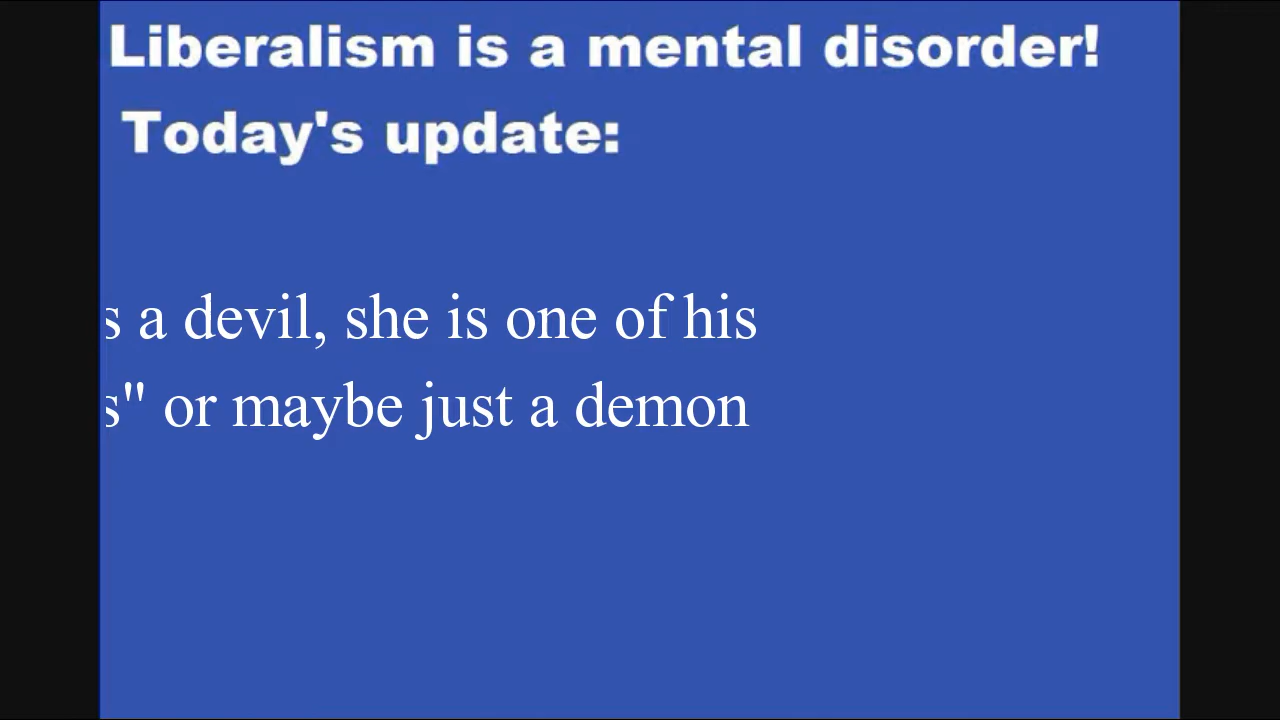 Liberalism is a mental disorder!
Today's update:
s a devil, she is one of his
s" or maybe just a demon